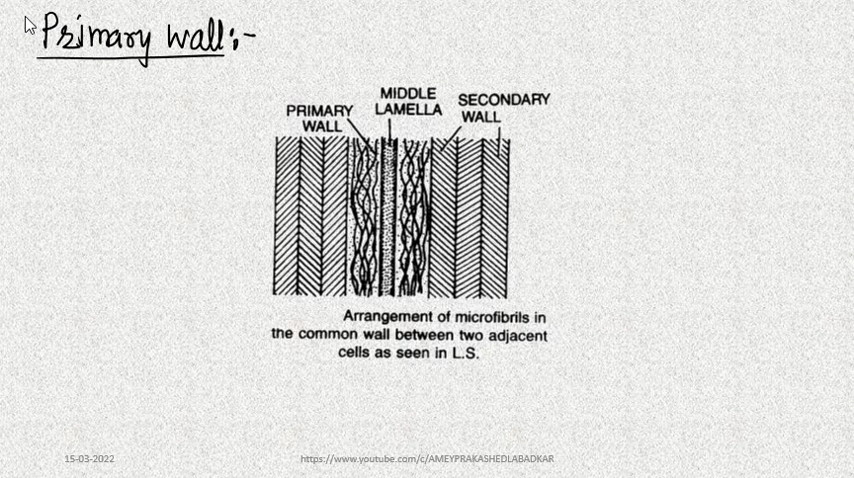 Primary wall :-
MIDDLE
LAMELLA
PRIMARY
WALL
SECONDARY
WALL
Arrangement of microfibrils in
the common wall between two adjacent
cells as seen in L.S.
15-03-2022
https://www.youtube.com/c/AMEYPRAKASHEDLABADKAR